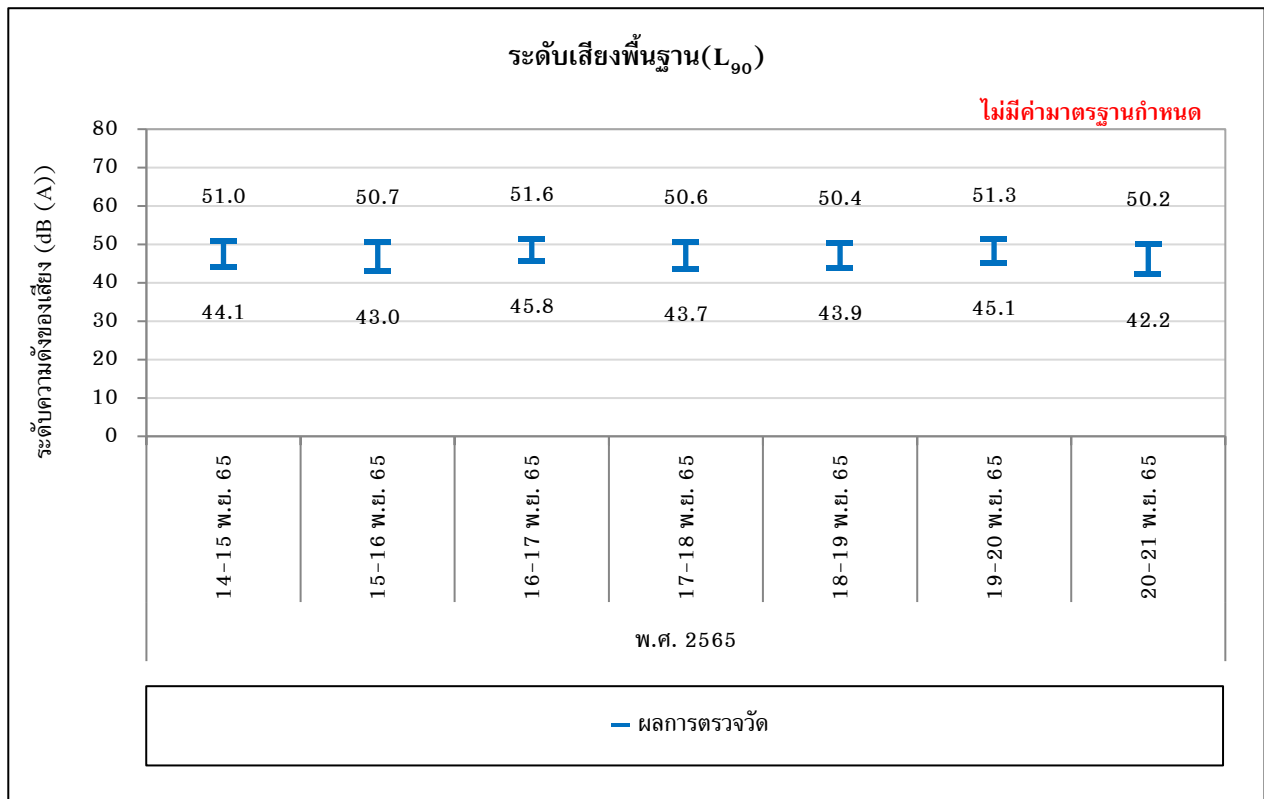 ระดับเสียงพื้นฐาน(L90)
ไม่มีค่ามาตรฐานกำหนด
ระดับความดังของเสียง (dB (A))
80
70
60
50
40
30
20
10
0
51.0 50.7 51.6 50.6 50.4 51.3 50.2
44.1 43.0 45.8 43.7 43.9 45.1 42.2
14-15 พ.ย. 65
15-16 พ.ย. 65
16-17 พ.ย. 65
17-18 พ.ย. 65
18-19 พ.ย. 65
19-20 พ.ย. 65
20-21 พ.ย. 65
พ.ศ. 2565
ผลการตรวจวัด